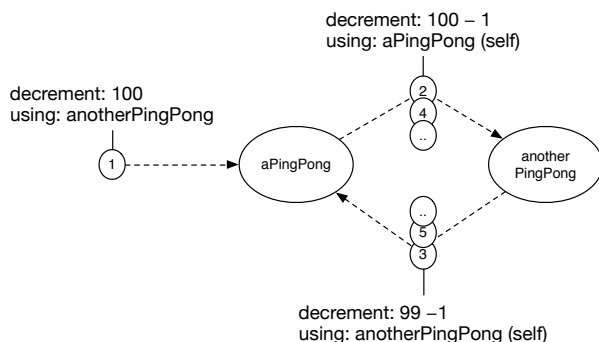 decrement: 100 – 1
using: aPingPong (self)
decrement: 100
using: anotherPingPong
1
2
4
..
aPingPong
another
PingPong
..
5
3
decrement: 99 –1
using: anotherPingPong (self)